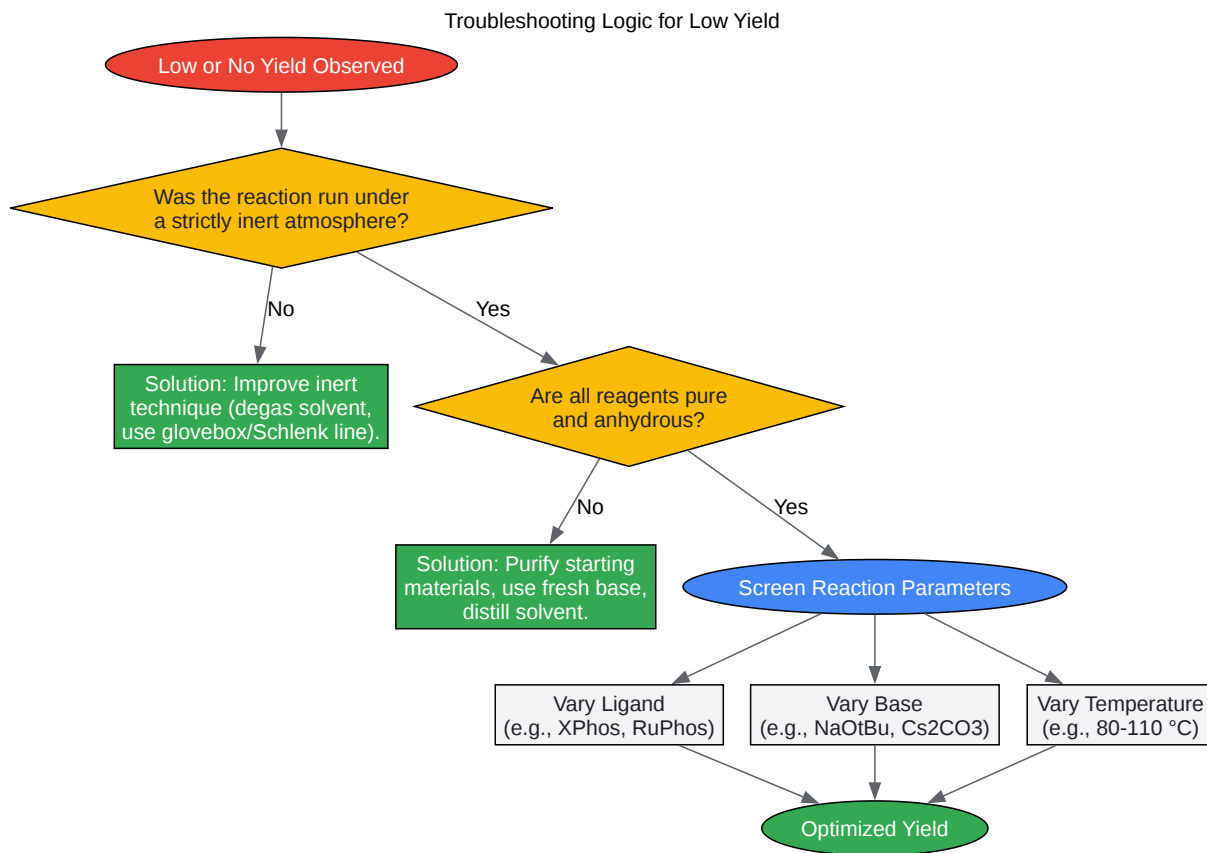 Troubleshooting Logic for Low Yield
Low or No Yield Observed
Was the reaction run under
a strictly inert atmosphere?
No
Yes
Solution: Improve inert
technique (degas solvent,
use glovebox/Schlenk line).
Are all reagents pure
and anhydrous?
No
Yes
Solution: Purify starting
materials, use fresh base,
distill solvent.
Screen Reaction Parameters
Vary Ligand
(e.g., XPhos, RuPhos)
Vary Base
(e.g., NaOtBu, Cs2CO3)
Vary Temperature
(e.g., 80-110 °C)
Optimized Yield